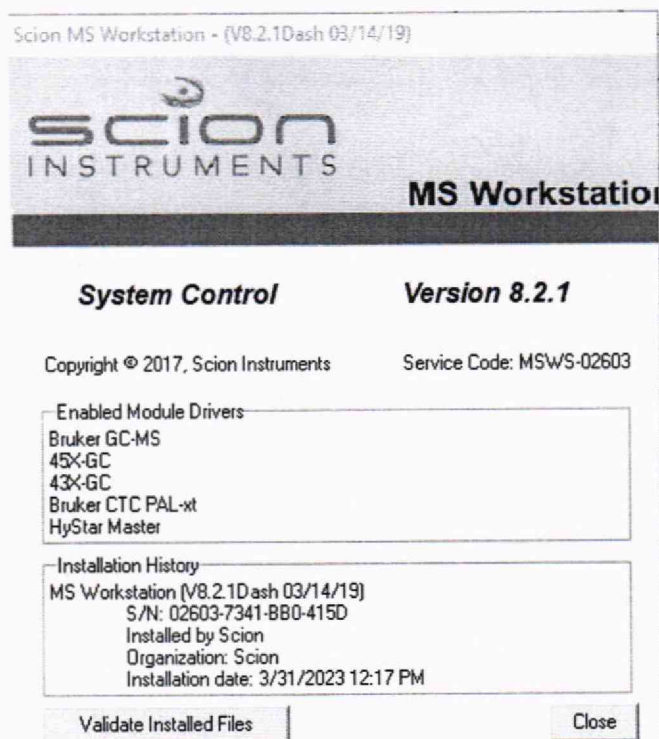 Scion MS Workstation - (V8.2.1Dash 03/14/19)
scion
INSTRUMENTS
MS Workstation
System Control Version 8.2.1
Copyright © 2017, Scion Instruments Service Code: MSWS-02603
Enabled Module Drivers
Bruker GC-MS
45X-GC
43X-GC
Bruker CTC PAL-xt
HyStar Master
Installation History
MS Workstation (V8.2.1Dash 03/14/19)
S/N: 02603-7341-BB0-415D
Installed by Scion
Organization: Scion
Installation date: 3/31/2023 12:17 PM
Validate Installed Files Close